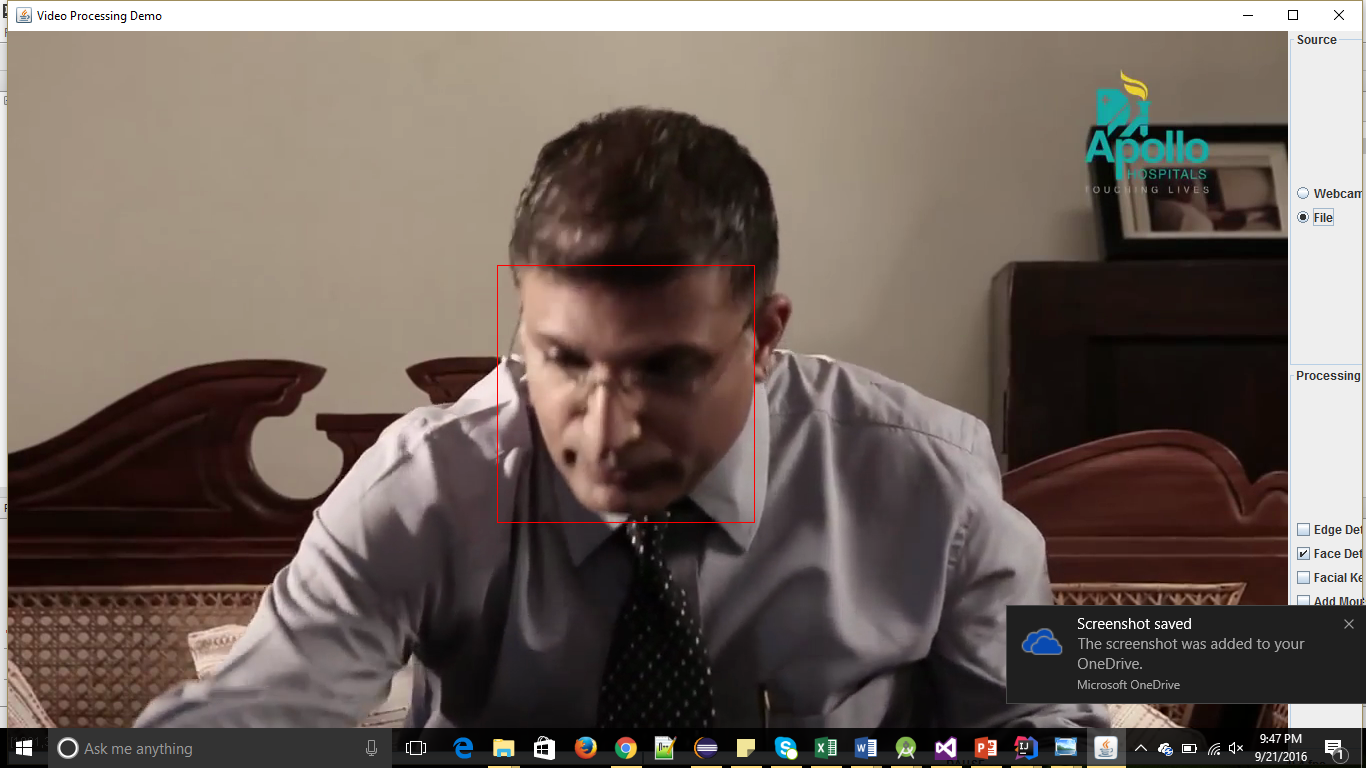 Video Processing Demo
Source
Apollo
HOSPITALS
TOUCHING LIVES
Webcam
File
Processing
Edge Det
Face Det
Facial Ke
Add Mou
Screenshot saved
The screenshot was added to your
OneDrive.
Microsoft OneDrive
Ask me anything
9:47 PM
9/21/2016
1